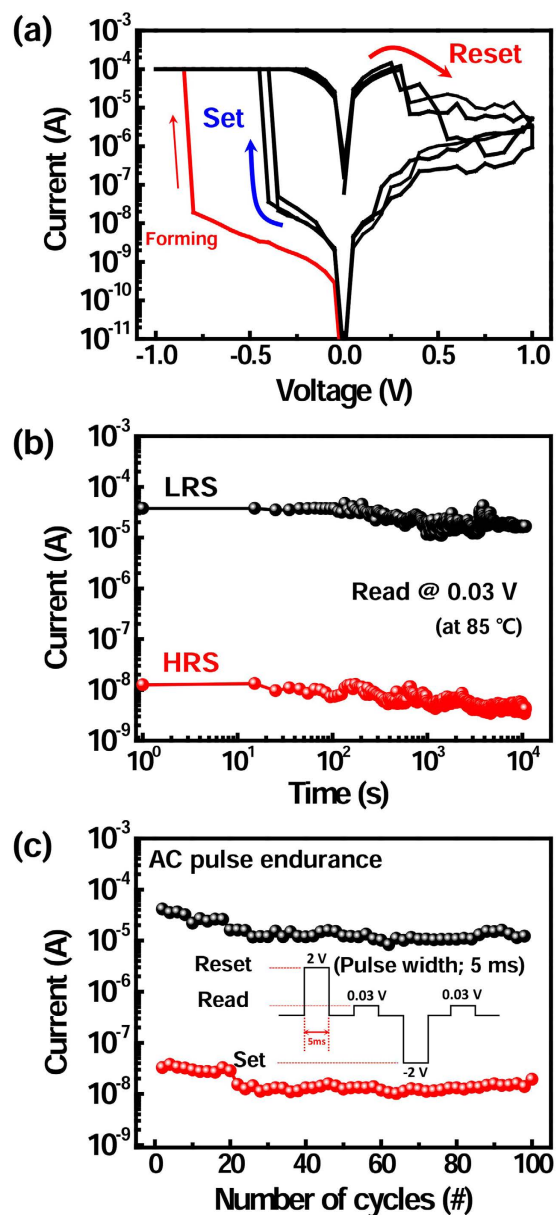 (a)
10⁻³
10⁻⁴
10⁻⁵
10⁻⁶
10⁻⁷
10⁻⁸
10⁻⁹
10⁻¹⁰
10⁻¹¹
Current (A)
Reset
Set
Forming
-1.0 -0.5 0.0 0.5 1.0
Voltage (V)
(b)
10⁻³
10⁻⁴
10⁻⁵
10⁻⁶
10⁻⁷
10⁻⁸
10⁻⁹
Current (A)
LRS
Read @ 0.03 V
(at 85 ℃)
HRS
10⁰ 10¹ 10² 10³ 10⁴
Time (s)
(c)
10⁻³
10⁻⁴
10⁻⁵
10⁻⁶
10⁻⁷
10⁻⁸
10⁻⁹
Current (A)
AC pulse endurance
Reset 2 V (Pulse width; 5 ms)
Read 0.03 V 0.03 V
5ms
Set -2 V
0 20 40 60 80 100
Number of cycles (#)